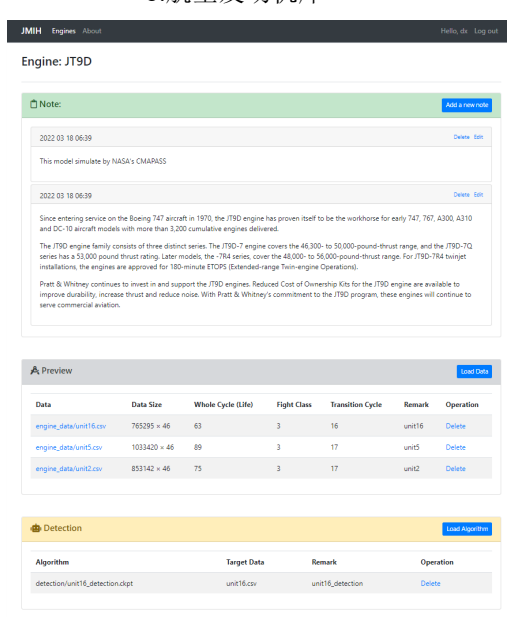 JMIH Engines About Hello, dx Log out
Engine: JT9D
Note: Add a new note
2022 03 18 06:39 Delete Edit
This model simulate by NASA's CMAPASS
2022 03 18 06:39 Delete Edit
Since entering service on the Boeing 747 aircraft in 1970, the JT9D engine has proven itself to be the workhorse for early 747, 767, A300, A310
and DC-10 aircraft models with more than 3,200 cumulative engines delivered.
The JT9D engine family consists of three distinct series. The JT9D-7 engine covers the 46,300- to 50,000-pound-thrust range, and the JT9D-7Q
series has a 53,000 pound thrust rating. Later models, the -7R4 series, cover the 48,000- to 56,000-pound-thrust range. For JT9D-7R4 twinjet
installations, the engines are approved for 180-minute ETOPS (Extended-range Twin-engine Operations).
Pratt & Whitney continues to invest in and support the JT9D engines. Reduced Cost of Ownership Kits for the JT9D engine are available to
improve durability, increase thrust and reduce noise. With Pratt & Whitney's commitment to the JT9D program, these engines will continue to
serve commercial aviation.
Preview Load Data
Data Data Size Whole Cycle (Life) Fight Class Transition Cycle Remark Operation
engine_data/unit16.csv 765295 × 46 63 3 16 unit16 Delete
engine_data/unit5.csv 1033420 × 46 89 3 17 unit5 Delete
engine_data/unit2.csv 853142 × 46 75 3 17 unit2 Delete
Detection Load Algorithm
Algorithm Target Data Remark Operation
detection/unit16_detection.ckpt unit16.csv unit16_detection Delete